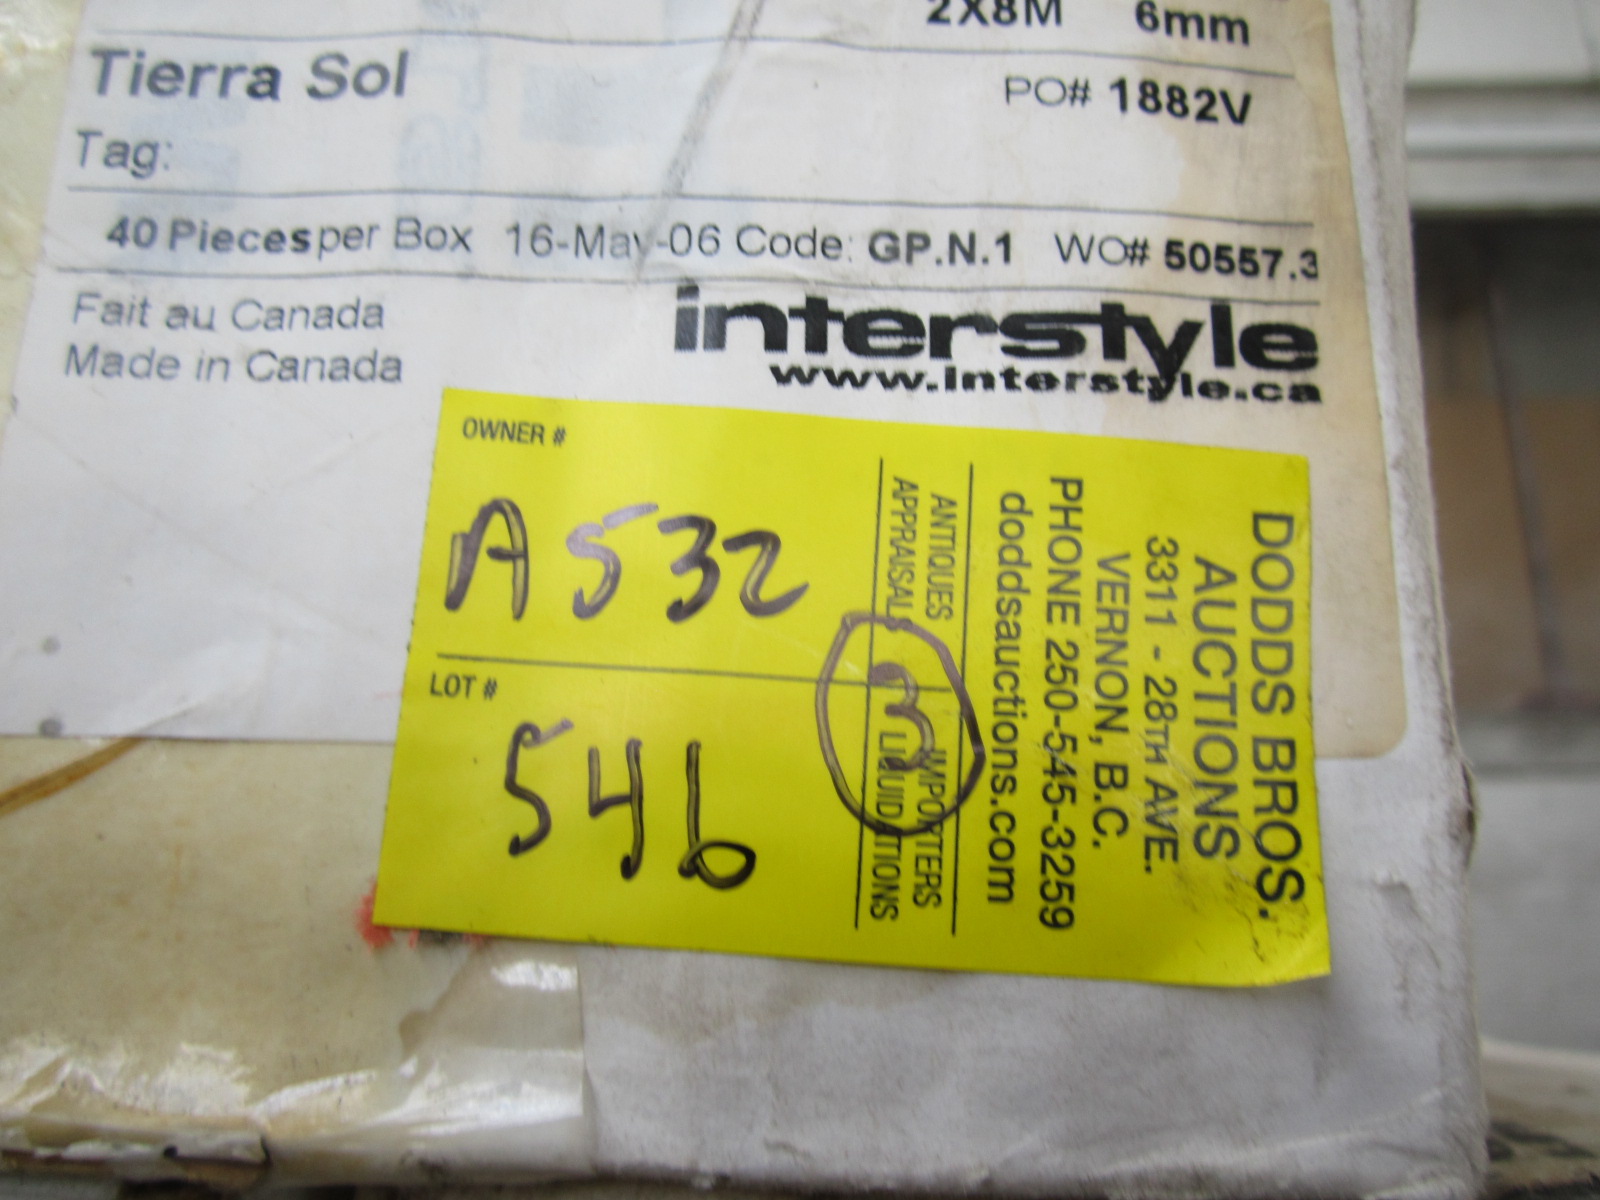 2X8M 6mm
Tierra Sol PO# 1882V
Tag:
40 Pieces per Box 16-May-06 Code: GP.N.1 WO# 50557.3
Fait au Canada
Made in Canada
interstyle
www.interstyle.ca
OWNER #
A532
LOT #
546
3
DODDS BROS.
AUCTIONS
3311 - 28TH AVE.
VERNON, B.C.
PHONE 250-545-3259
doddsauctions.com
ANTIQUES IMPORTERS
APPRAISALS LIQUIDATIONS